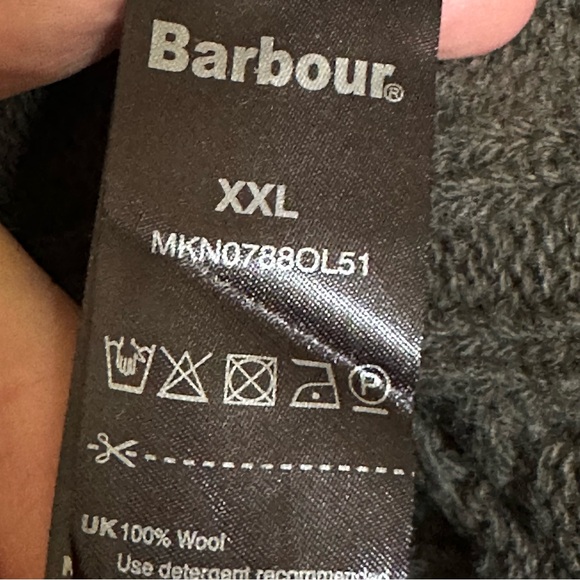 Barbour®
XXL
MKN0788OL51
P
UK 100% Wool
Use detergent recommended